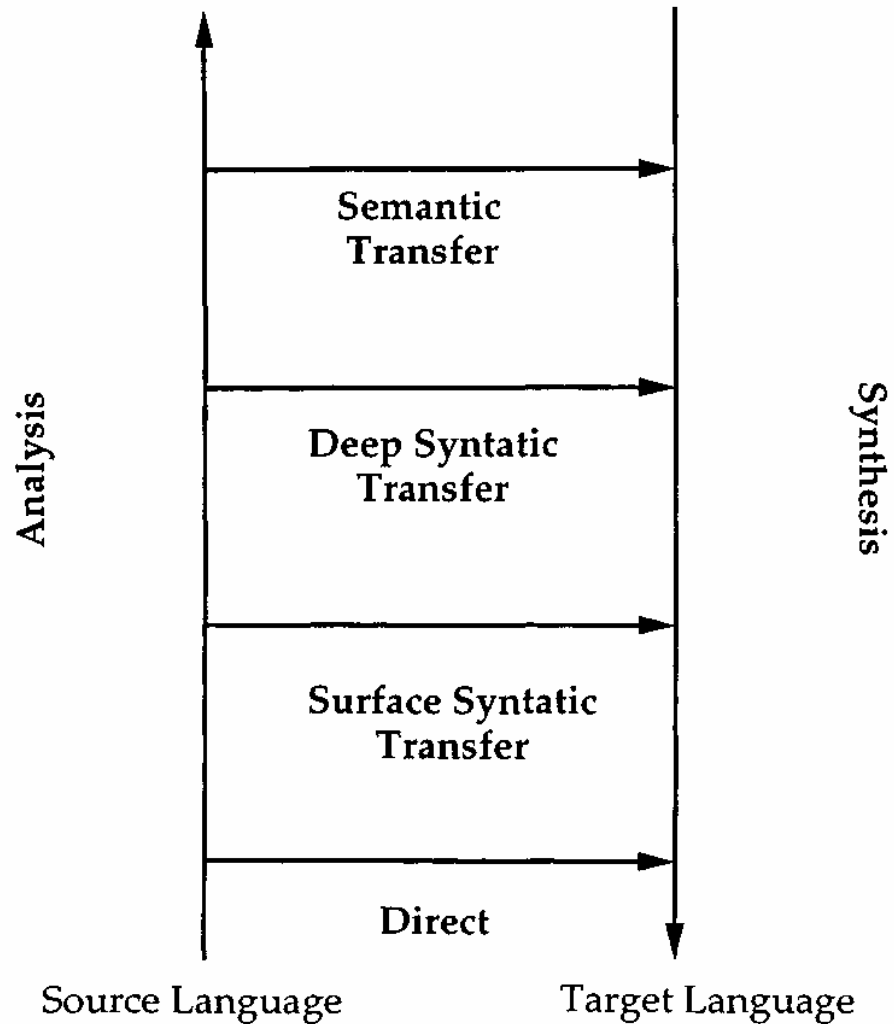 Semantic
Transfer
Analysis
Synthesis
Deep Syntatic
Transfer
Surface Syntatic
Transfer
Direct
Source Language
Target Language